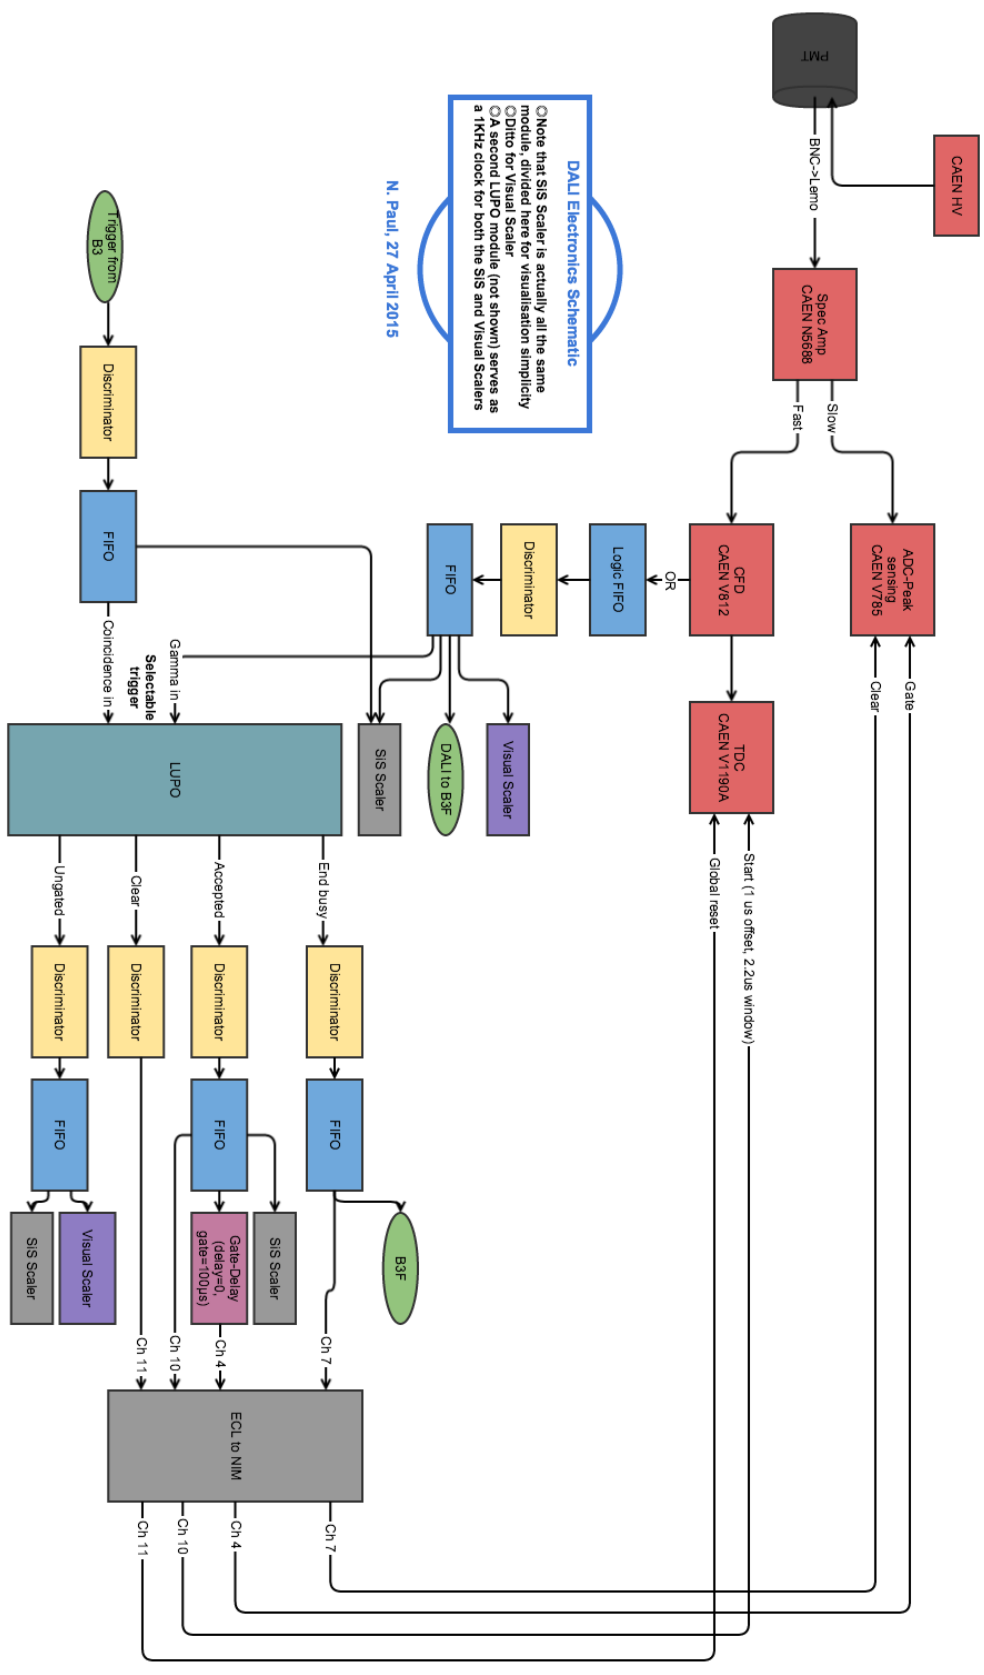 DALI Electronics Schematic
○Note that SiS Scaler is actually all the same
module, divided here for visualisation simplicity
○Ditto for Visual Scaler
○A second LUPO module (not shown) serves as
a 1KHz clock for both the SiS and Visual Scalers
N. Paul, 27 April 2015
PMT
CAEN HV
BNC->Lemo
Spec Amp
CAEN N568B
Slow
Fast
ADC-Peak
sensing
CAEN V785
Gate
Clear
CFD
CAEN V812
TDC
CAEN V1190A
Start (1 us offset, 2.2us window)
Global reset
OR
Logic FIFO
Discriminator
FIFO
Visual Scaler
DALI to B3F
SiS Scaler
Trigger from
B3
Discriminator
FIFO
Gamma in
Selectable
trigger
Coincidence in
LUPO
End busy
Accepted
Clear
Ungated
Discriminator
Discriminator
Discriminator
Discriminator
FIFO
FIFO
FIFO
B3F
SiS Scaler
Gate-Delay
(delay=0,
gate=100µs)
Visual Scaler
SiS Scaler
Ch 7
Ch 4
Ch 10
Ch 11
ECL to NIM
Ch 7
Ch 4
Ch 10
Ch 11